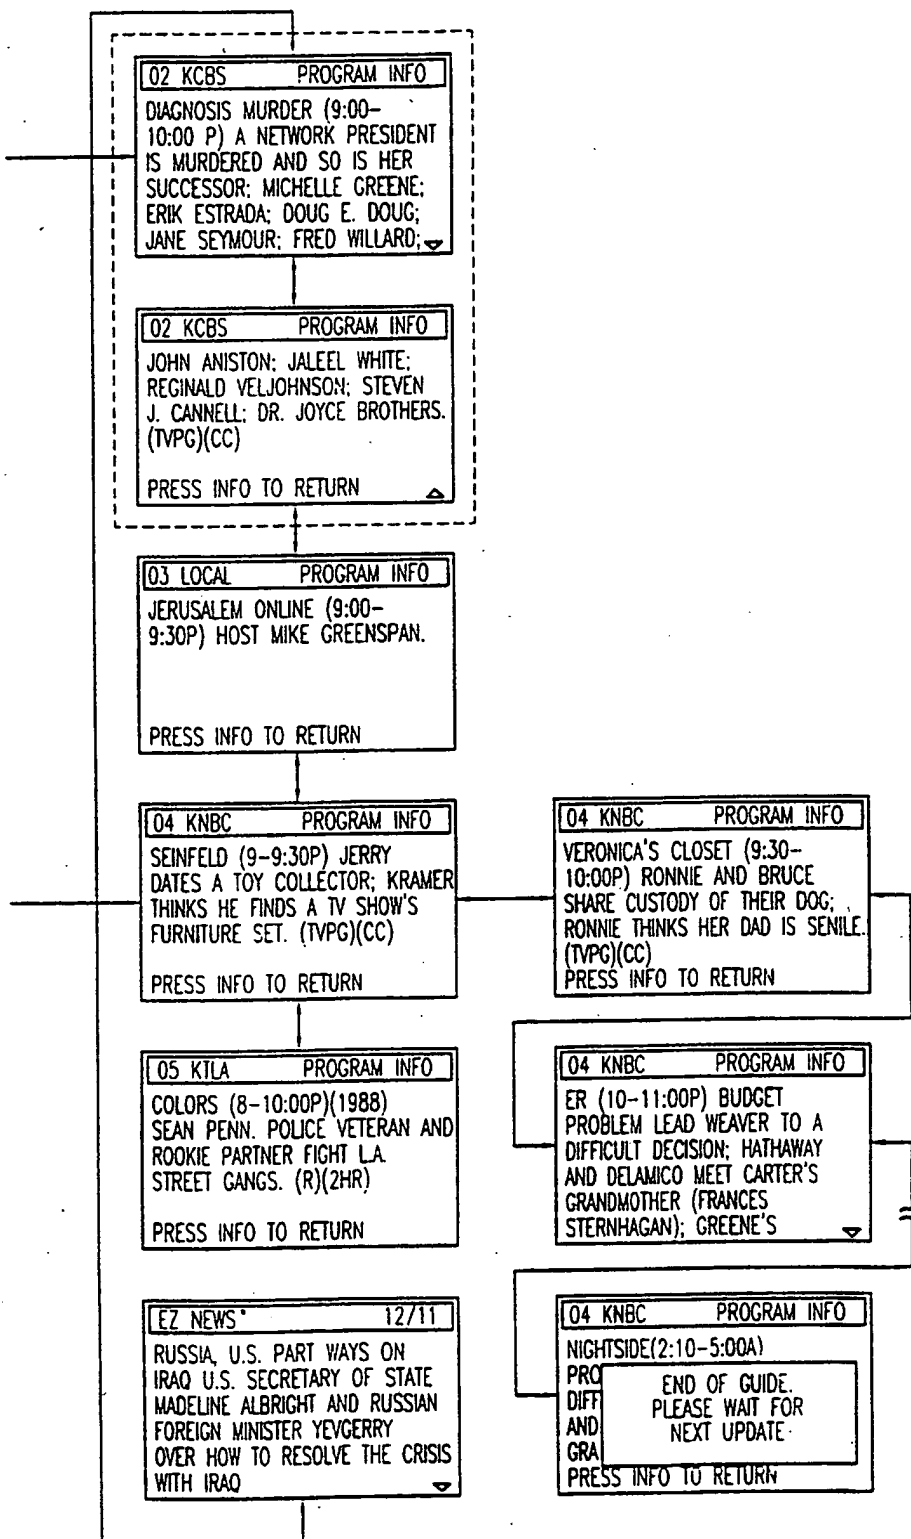 02 KCBS PROGRAM INFO
DIAGNOSIS MURDER (9:00-
10:00 P) A NETWORK PRESIDENT
IS MURDERED AND SO IS HER
SUCCESSOR; MICHELLE GREENE;
ERIK ESTRADA; DOUG E. DOUG;
JANE SEYMOUR; FRED WILLARD;
02 KCBS PROGRAM INFO
JOHN ANISTON; JALEEL WHITE;
REGINALD VELJOHNSON; STEVEN
J. CANNELL; DR. JOYCE BROTHERS.
(TVPG)(CC)
PRESS INFO TO RETURN
03 LOCAL PROGRAM INFO
JERUSALEM ONLINE (9:00-
9:30P) HOST MIKE GREENSPAN.
PRESS INFO TO RETURN
04 KNBC PROGRAM INFO
SEINFELD (9-9:30P) JERRY
DATES A TOY COLLECTOR; KRAMER
THINKS HE FINDS A TV SHOW'S
FURNITURE SET. (TVPG)(CC)
PRESS INFO TO RETURN
04 KNBC PROGRAM INFO
VERONICA'S CLOSET (9:30-
10:00P) RONNIE AND BRUCE
SHARE CUSTODY OF THEIR DOG;
RONNIE THINKS HER DAD IS SENILE.
(TVPG)(CC)
PRESS INFO TO RETURN
05 KTLA PROGRAM INFO
COLORS (8-10:00P)(1988)
SEAN PENN. POLICE VETERAN AND
ROOKIE PARTNER FIGHT L.A.
STREET GANGS. (R)(2HR)
PRESS INFO TO RETURN
04 KNBC PROGRAM INFO
ER (10-11:00P) BUDGET
PROBLEM LEAD WEAVER TO A
DIFFICULT DECISION; HATHAWAY
AND DELAMICO MEET CARTER'S
GRANDMOTHER (FRANCES
STERNHAGAN); GREENE'S
EZ NEWS 12/11
RUSSIA, U.S. PART WAYS ON
IRAQ U.S. SECRETARY OF STATE
MADELINE ALBRIGHT AND RUSSIAN
FOREIGN MINISTER YEVGERRY
OVER HOW TO RESOLVE THE CRISIS
WITH IRAQ
04 KNBC PROGRAM INFO
NIGHTSIDE(2:10-5:00A)
PRO
DIFF
AND
GRA
END OF GUIDE.
PLEASE WAIT FOR
NEXT UPDATE
PRESS INFO TO RETURN